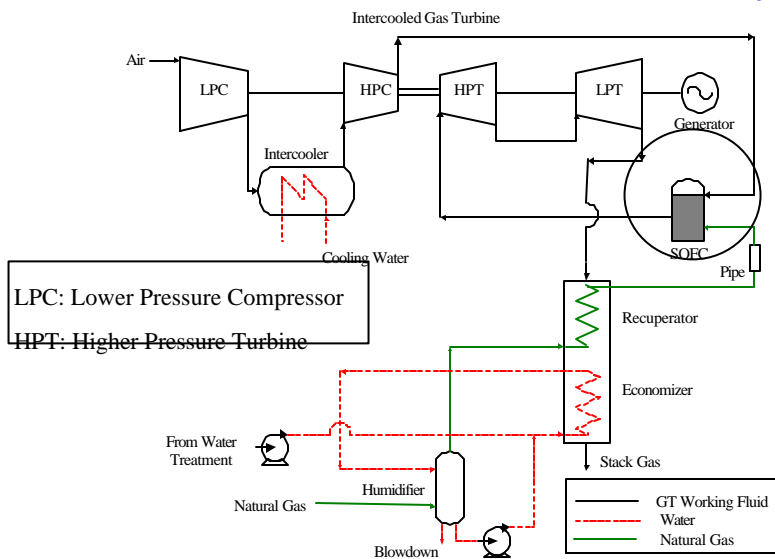 Intercooled Gas Turbine
Air
LPC
HPC
HPT
LPT
Generator
Intercooler
Cooling Water
SOFC
Pipe
LPC: Lower Pressure Compressor
HPT: Higher Pressure Turbine
Recuperator
Economizer
From Water
Treatment
Stack Gas
Humidifier
Natural Gas
Blowdown
GT Working Fluid
Water
Natural Gas